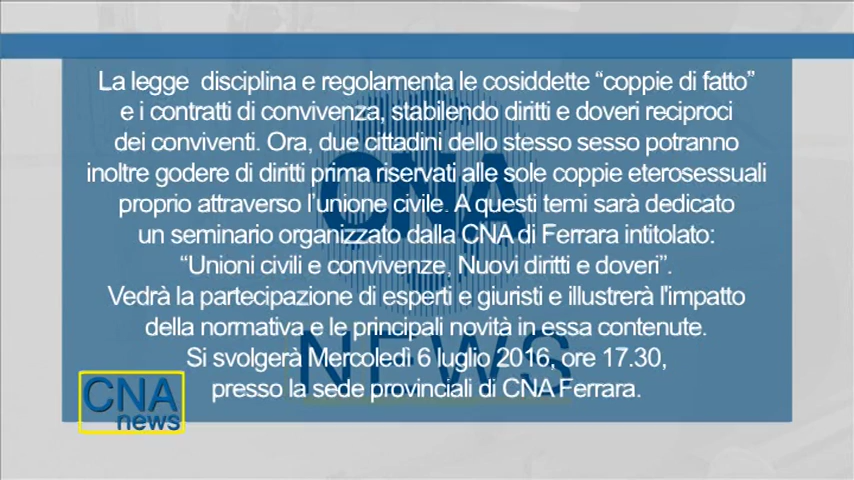 La legge disciplina e regolamenta le cosiddette “coppie di fatto”
e i contratti di convivenza, stabilendo diritti e doveri reciproci
dei conviventi. Ora, due cittadini dello stesso sesso potranno
inoltre godere di diritti prima riservati alle sole coppie eterosessuali
proprio attraverso l’unione civile. A questi temi sarà dedicato
un seminario organizzato dalla CNA di Ferrara intitolato:
“Unioni civili e convivenze, Nuovi diritti e doveri”.
Vedrà la partecipazione di esperti e giuristi e illustrerà l'impatto
della normativa e le principali novità in essa contenute.
Si svolgerà Mercoledì 6 luglio 2016, ore 17.30,
presso la sede provinciali di CNA Ferrara.
CNA
NEWS
CNA
news